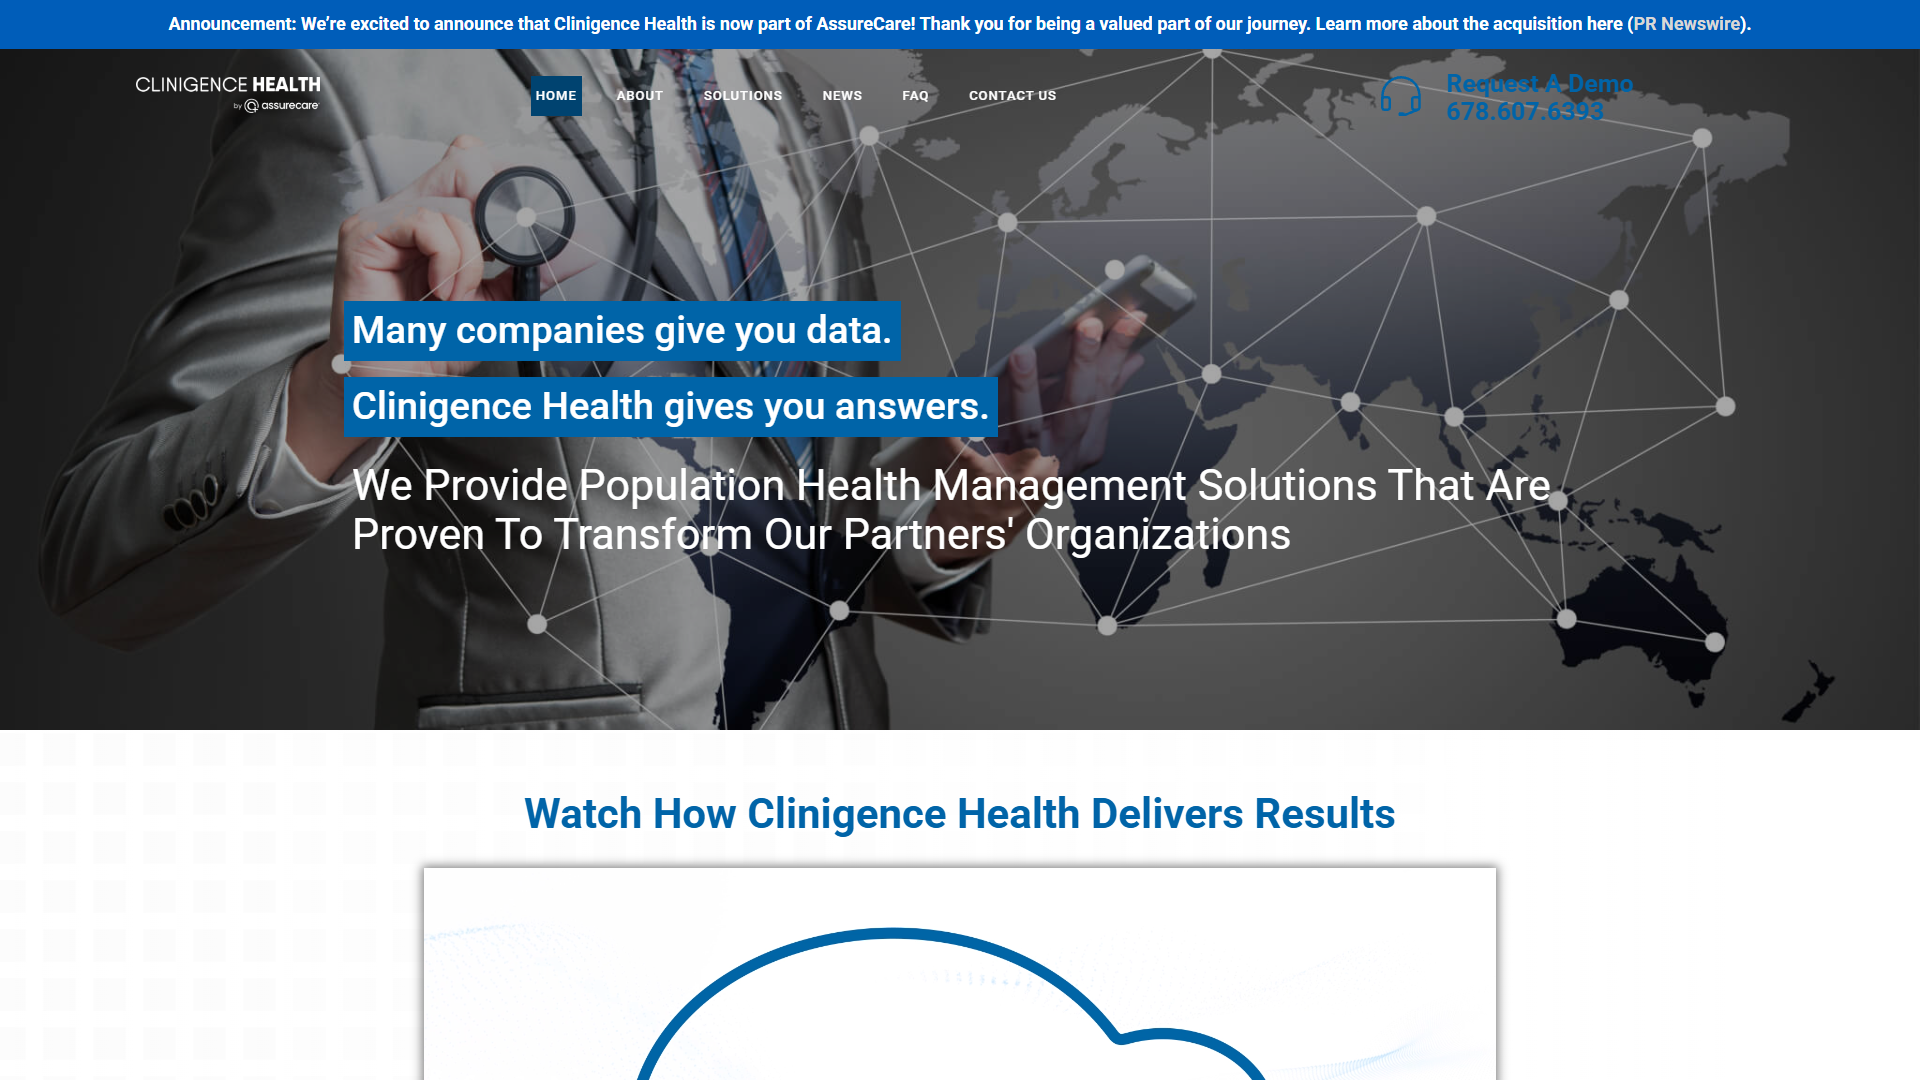 Announcement: We’re excited to announce that Clinigence Health is now part of AssureCare! Thank you for being a valued part of our journey. Learn more about the acquisition here (PR Newswire).
CLINIGENCE HEALTH
by assurecare
HOME
ABOUT
SOLUTIONS
NEWS
FAQ
CONTACT US
Request A Demo
678.607.6393
Many companies give you data.
Clinigence Health gives you answers.
We Provide Population Health Management Solutions That Are
Proven To Transform Our Partners' Organizations
Watch How Clinigence Health Delivers Results